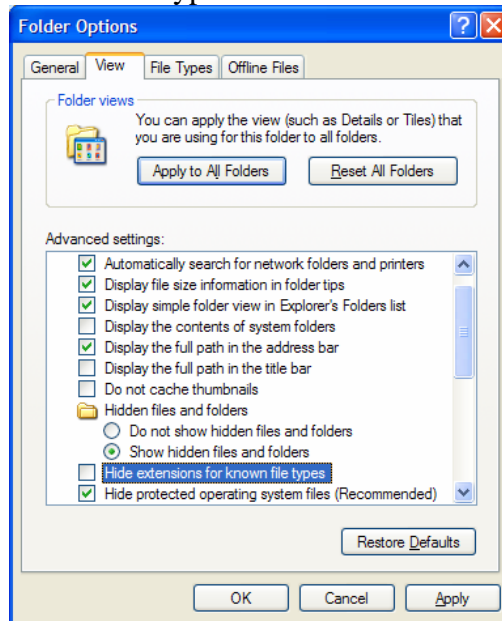 Folder Options
General View File Types Offline Files
Folder views
You can apply the view (such as Details or Tiles) that
you are using for this folder to all folders.
Apply to All Folders Reset All Folders
Advanced settings:
Automatically search for network folders and printers
Display file size information in folder tips
Display simple folder view in Explorer's Folders list
Display the contents of system folders
Display the full path in the address bar
Display the full path in the title bar
Do not cache thumbnails
Hidden files and folders
Do not show hidden files and folders
Show hidden files and folders
Hide extensions for known file types
Hide protected operating system files (Recommended)
Restore Defaults
OK Cancel Apply